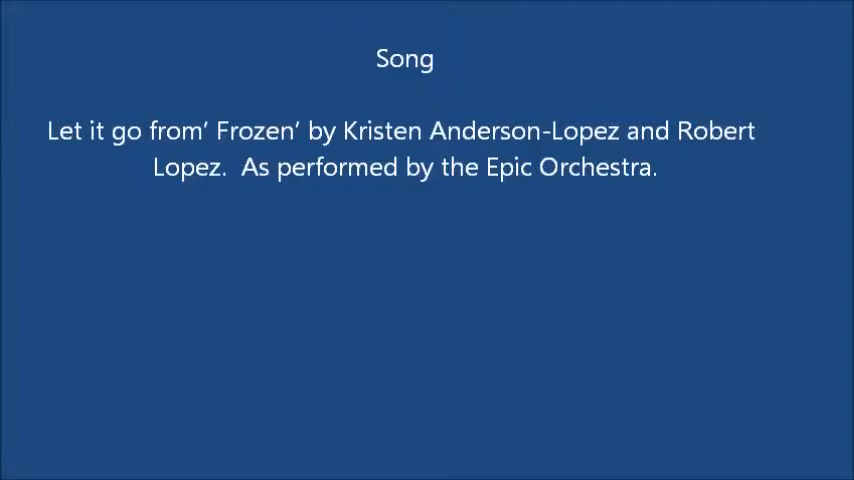 Song
Let it go from’ Frozen’ by Kristen Anderson-Lopez and Robert
Lopez.  As performed by the Epic Orchestra.